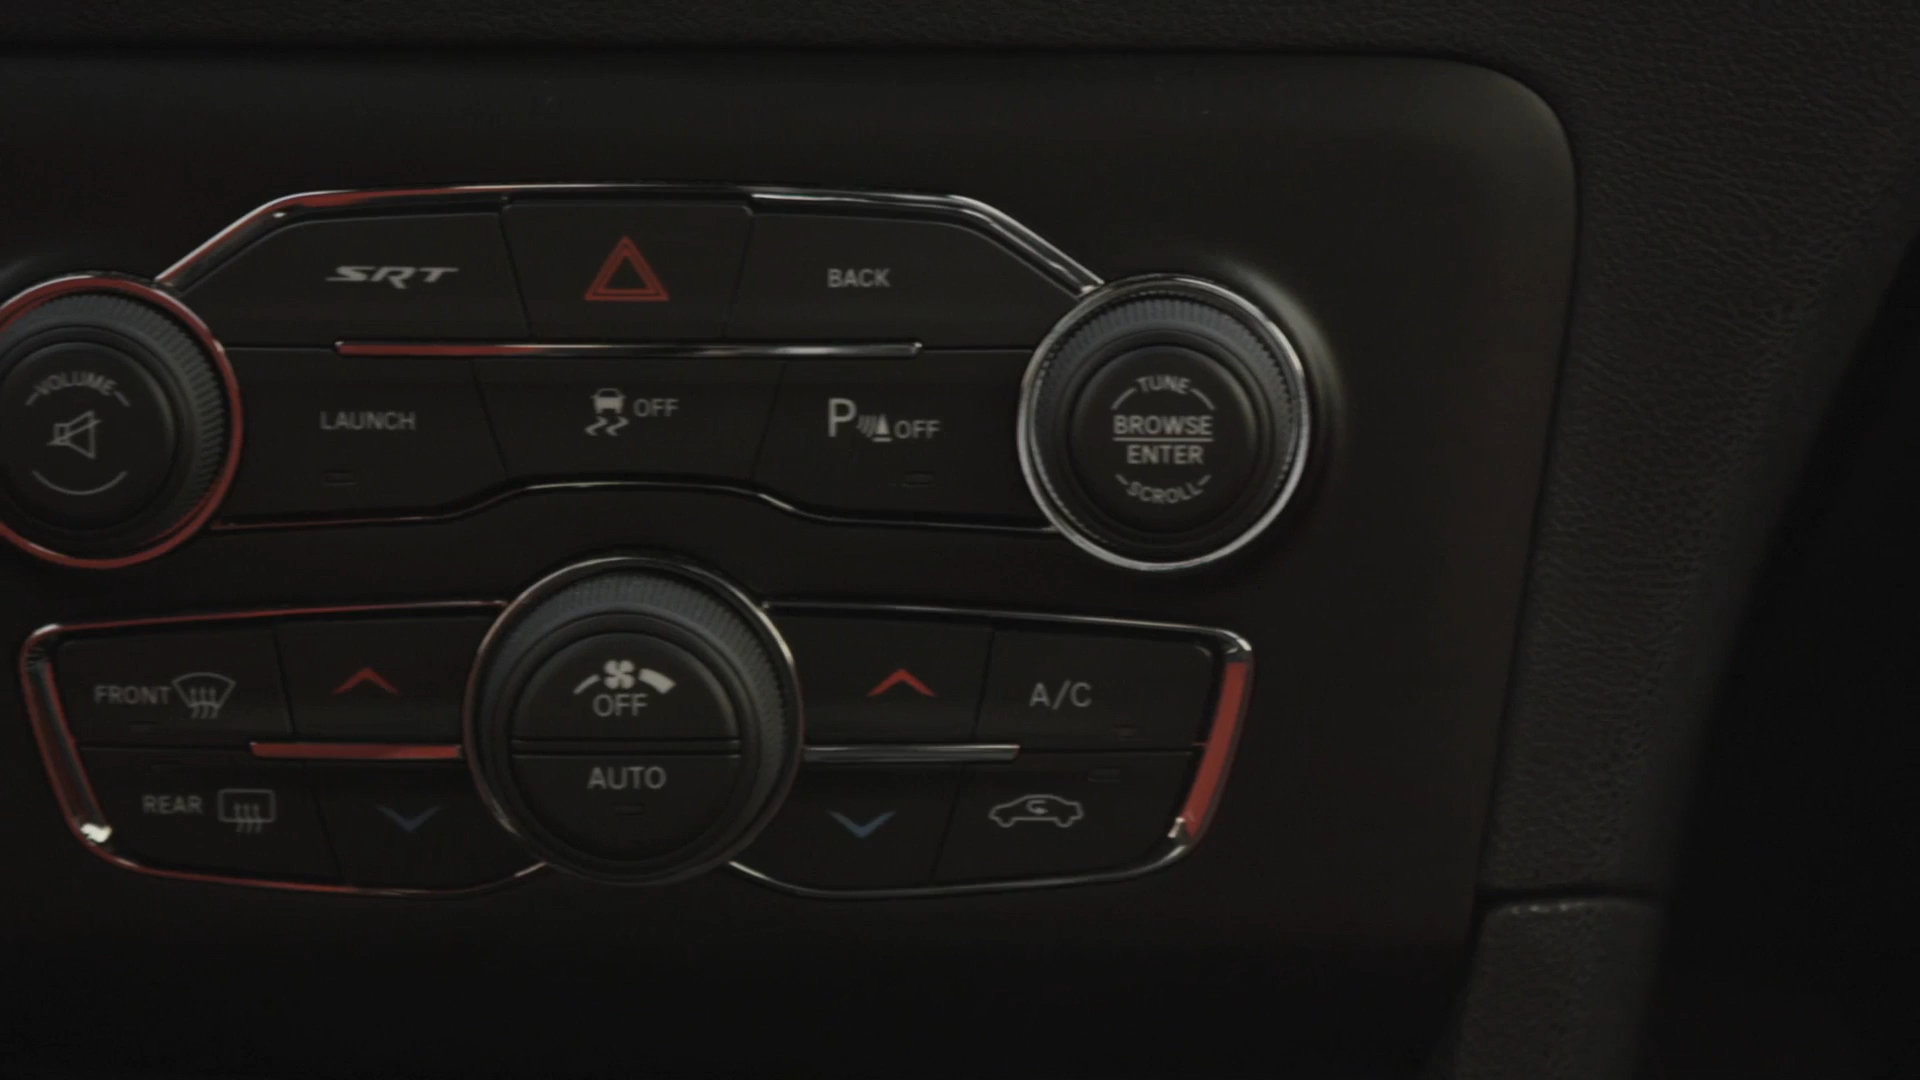 SRT
BACK
VOLUME
LAUNCH
OFF
P OFF
TUNE
BROWSE
ENTER
SCROLL
FRONT
OFF
A/C
REAR
AUTO